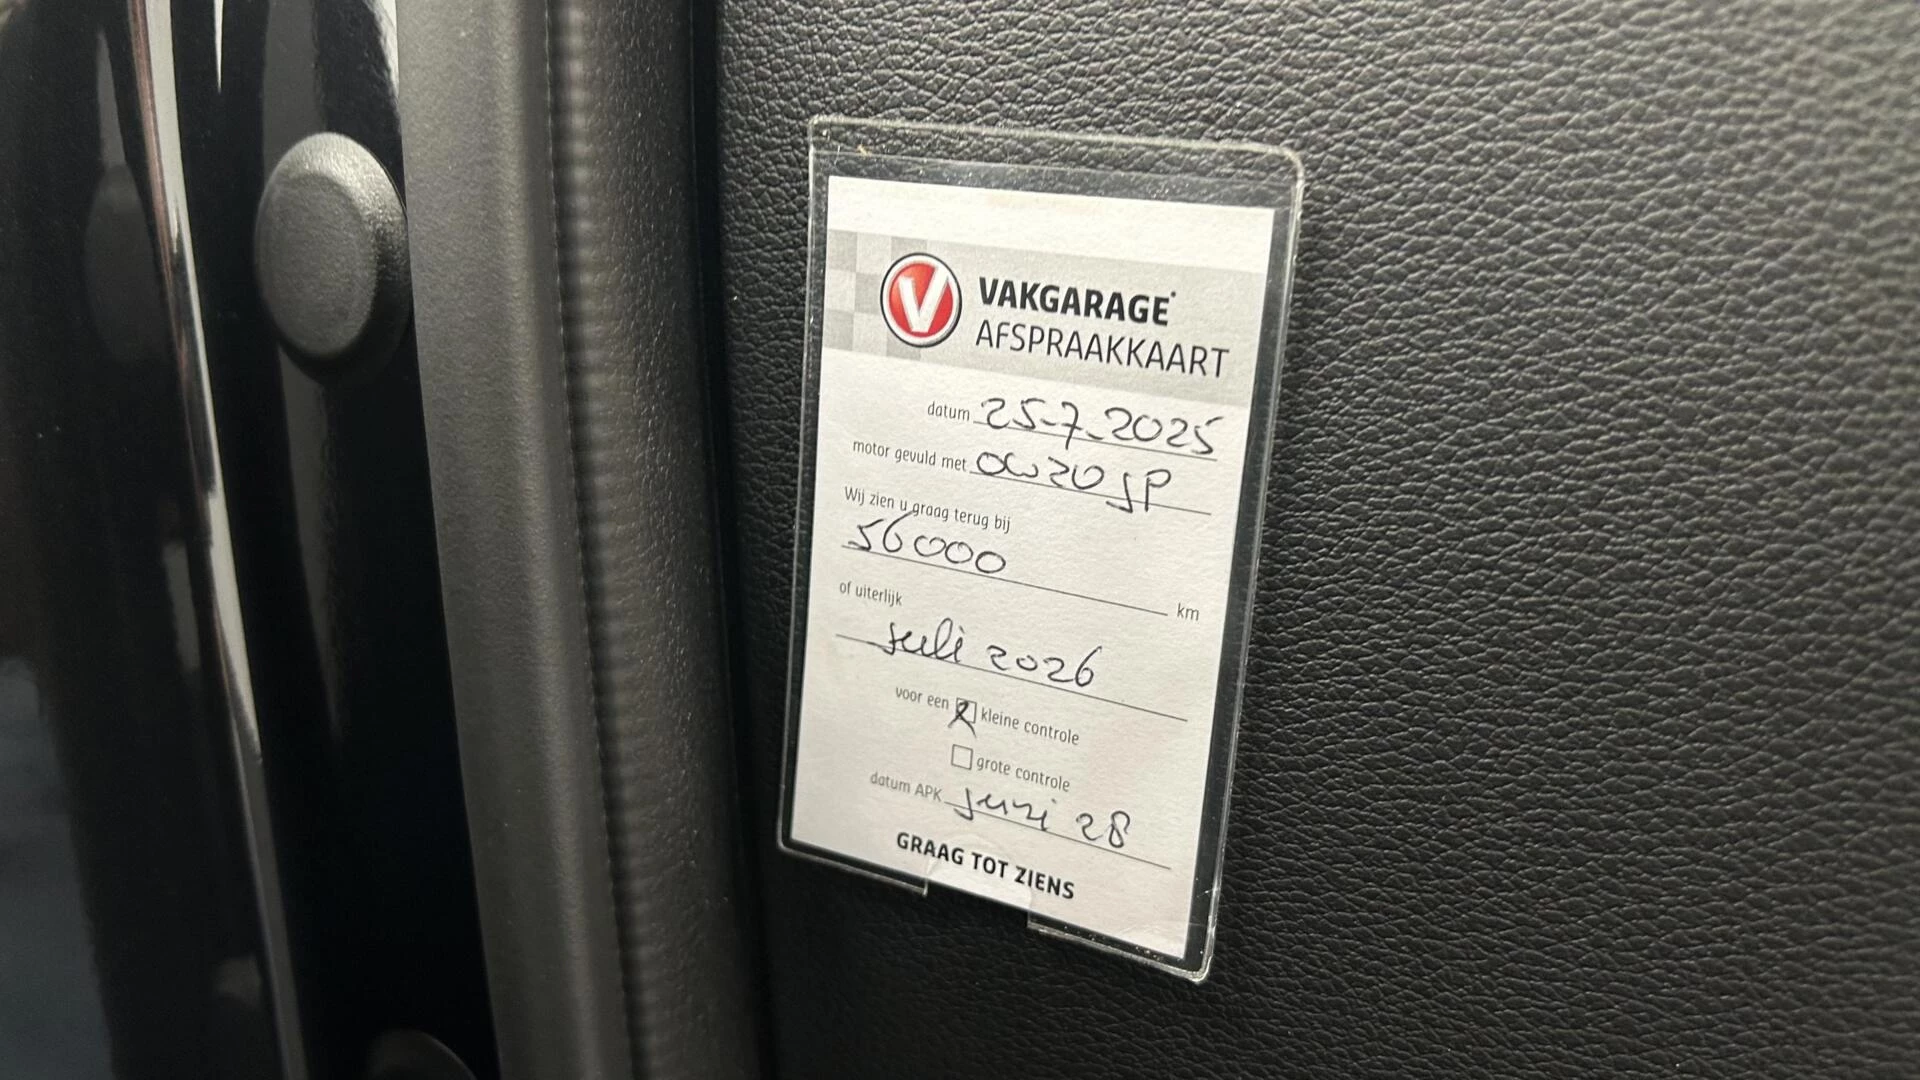 V VAKGARAGE
AFSPRAAKKAART
datum 25-7-2025
motor gevuld met 0W20 SP
Wij zien u graag terug bij
56000 km
of uiterlijk
juli 2026
voor een kleine controle
grote controle
datum APK juni 28
GRAAG TOT ZIENS